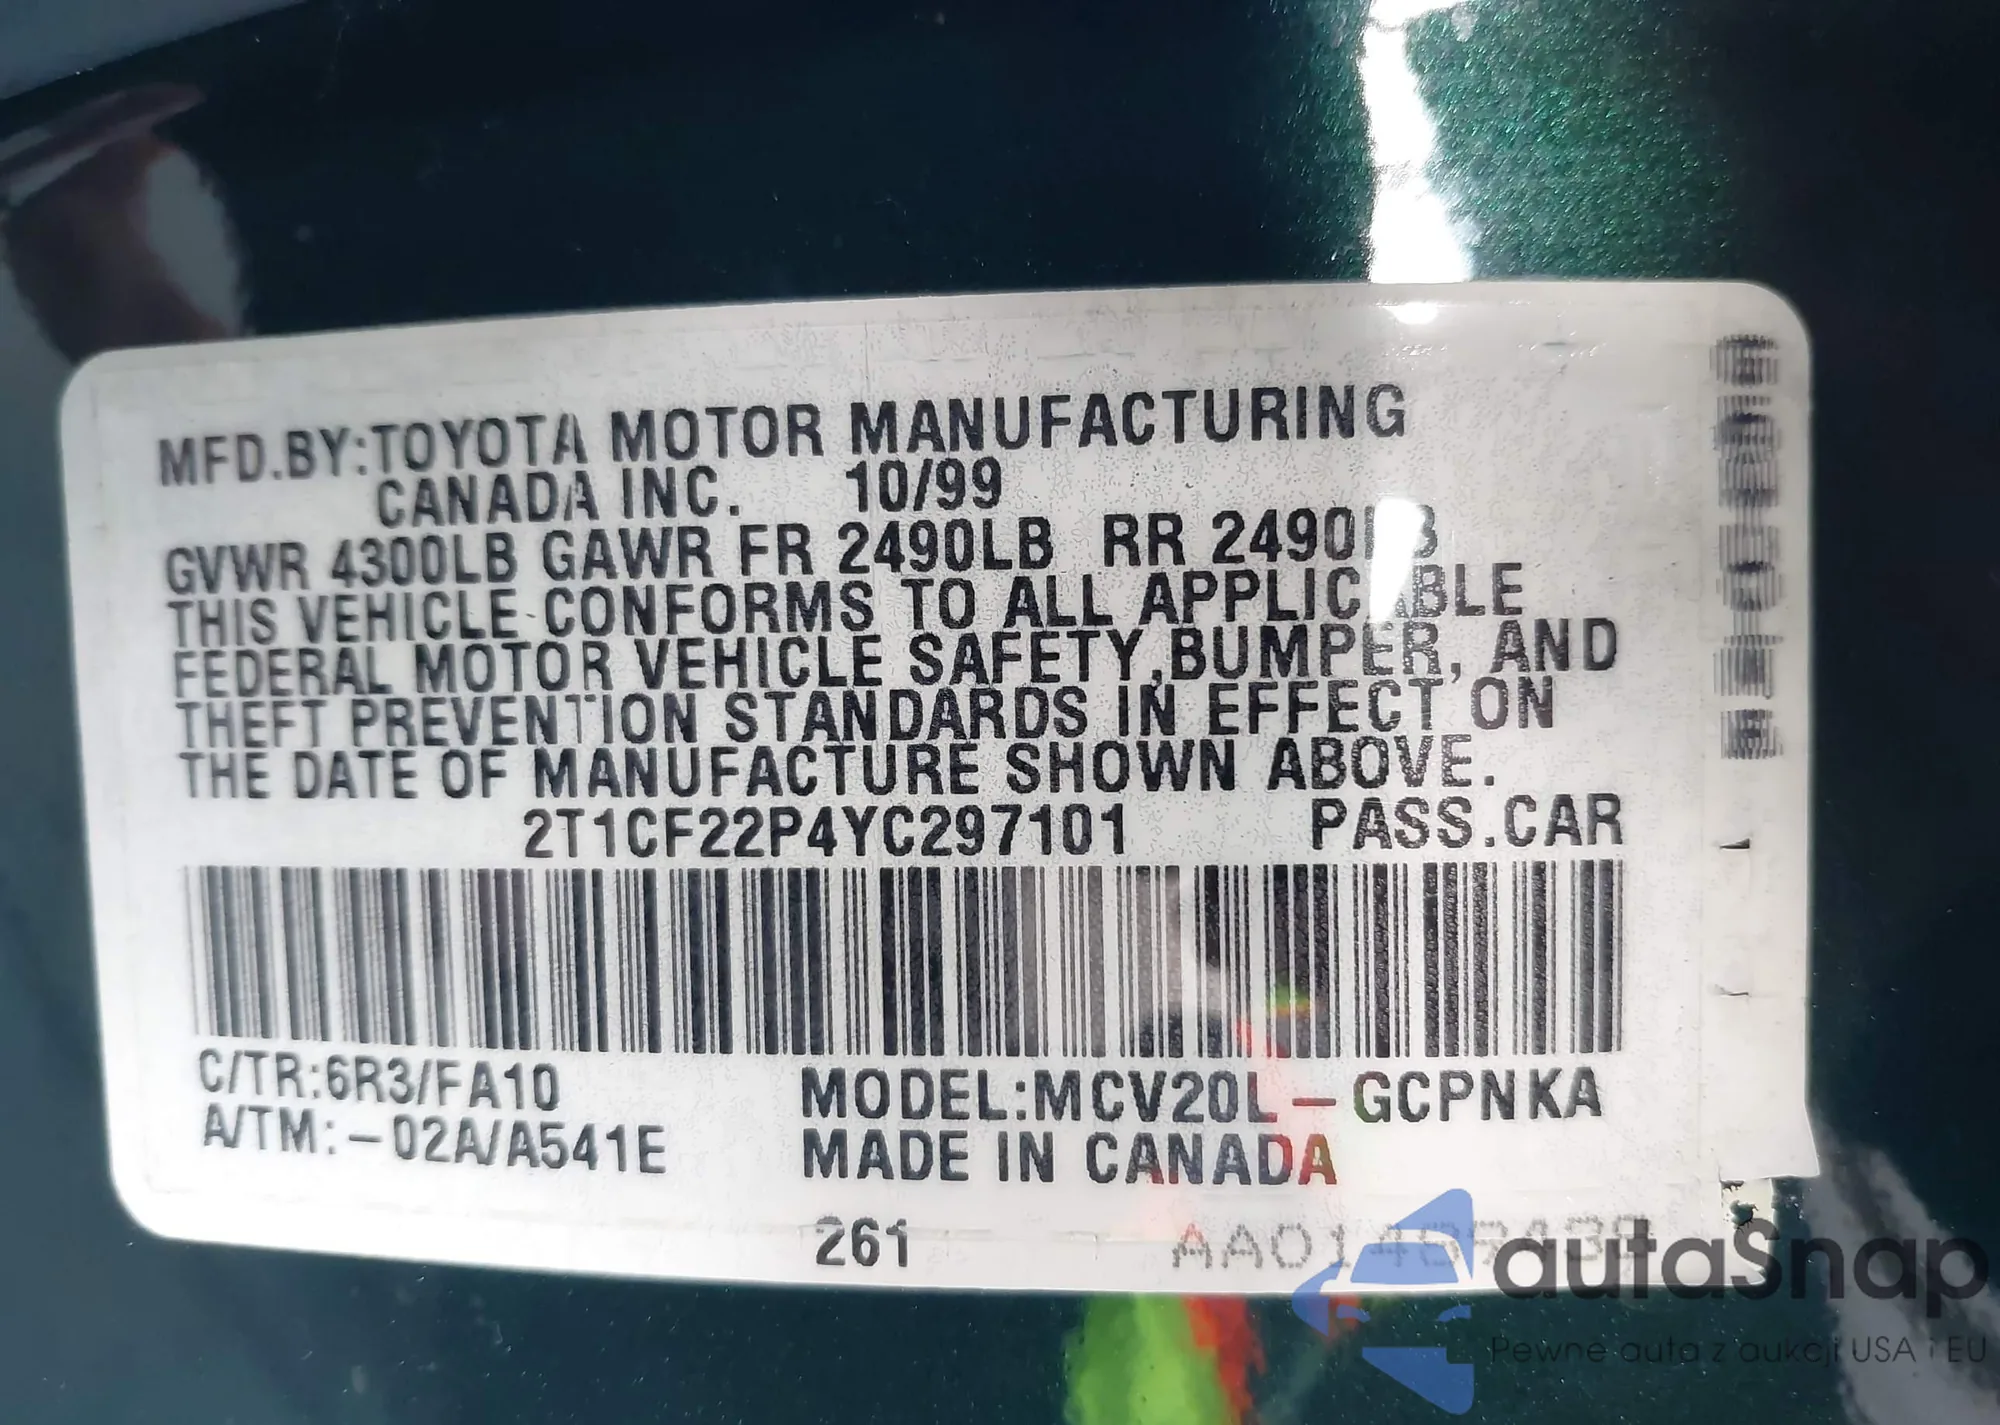 MFD.BY:TOYOTA MOTOR MANUFACTURING
CANADA INC. 10/99
GVWR 4300LB GAWR FR 2490LB RR 2490LB
THIS VEHICLE CONFORMS TO ALL APPLICABLE
FEDERAL MOTOR VEHICLE SAFETY,BUMPER, AND
THEFT PREVENTION STANDARDS IN EFFECT ON
THE DATE OF MANUFACTURE SHOWN ABOVE.
2T1CF22P4YC297101 PASS.CAR
C/TR:6R3/FA10
A/TM:-02A/A541E
MODEL:MCV20L-GCPNKA
MADE IN CANADA
261
autaSnap
Pewne auta z aukcji USA i EU